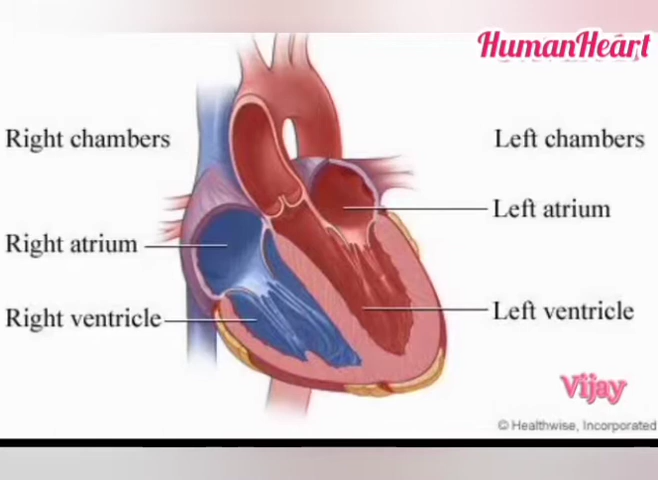 HumanHeart
Right chambers
Left chambers
Left atrium
Right atrium
Left ventricle
Right ventricle
Vijay
© Healthwise, Incorporated